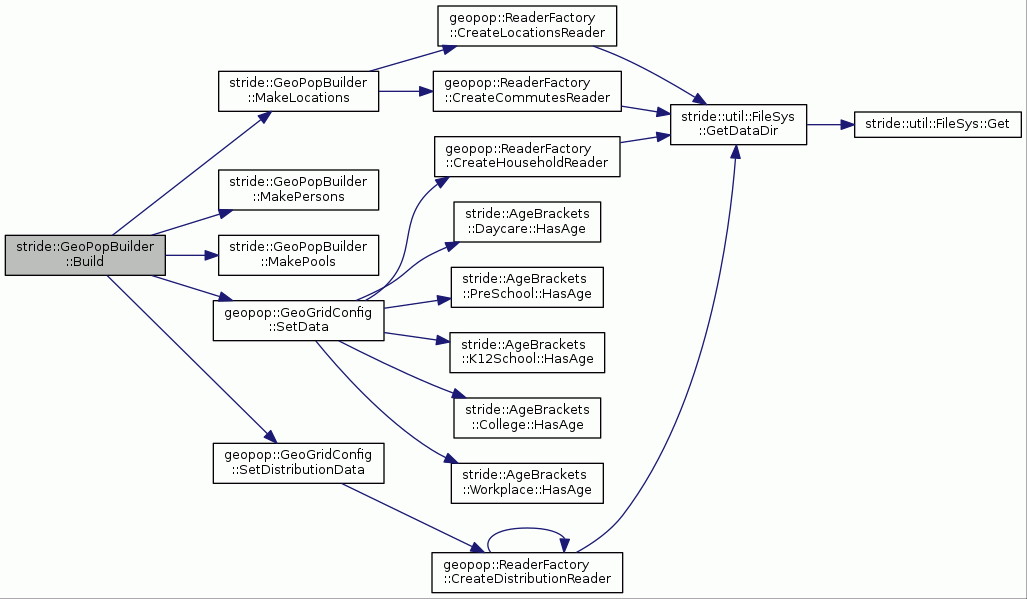 stride::GeoPopBuilder
::Build
stride::GeoPopBuilder
::MakeLocations
stride::GeoPopBuilder
::MakePersons
stride::GeoPopBuilder
::MakePools
geopop::GeoGridConfig
::SetData
geopop::GeoGridConfig
::SetDistributionData
geopop::ReaderFactory
::CreateLocationsReader
geopop::ReaderFactory
::CreateCommutesReader
geopop::ReaderFactory
::CreateHouseholdReader
stride::AgeBrackets
::Daycare::HasAge
stride::AgeBrackets
::PreSchool::HasAge
stride::AgeBrackets
::K12School::HasAge
stride::AgeBrackets
::College::HasAge
stride::AgeBrackets
::Workplace::HasAge
geopop::ReaderFactory
::CreateDistributionReader
stride::util::FileSys
::GetDataDir
stride::util::FileSys::Get